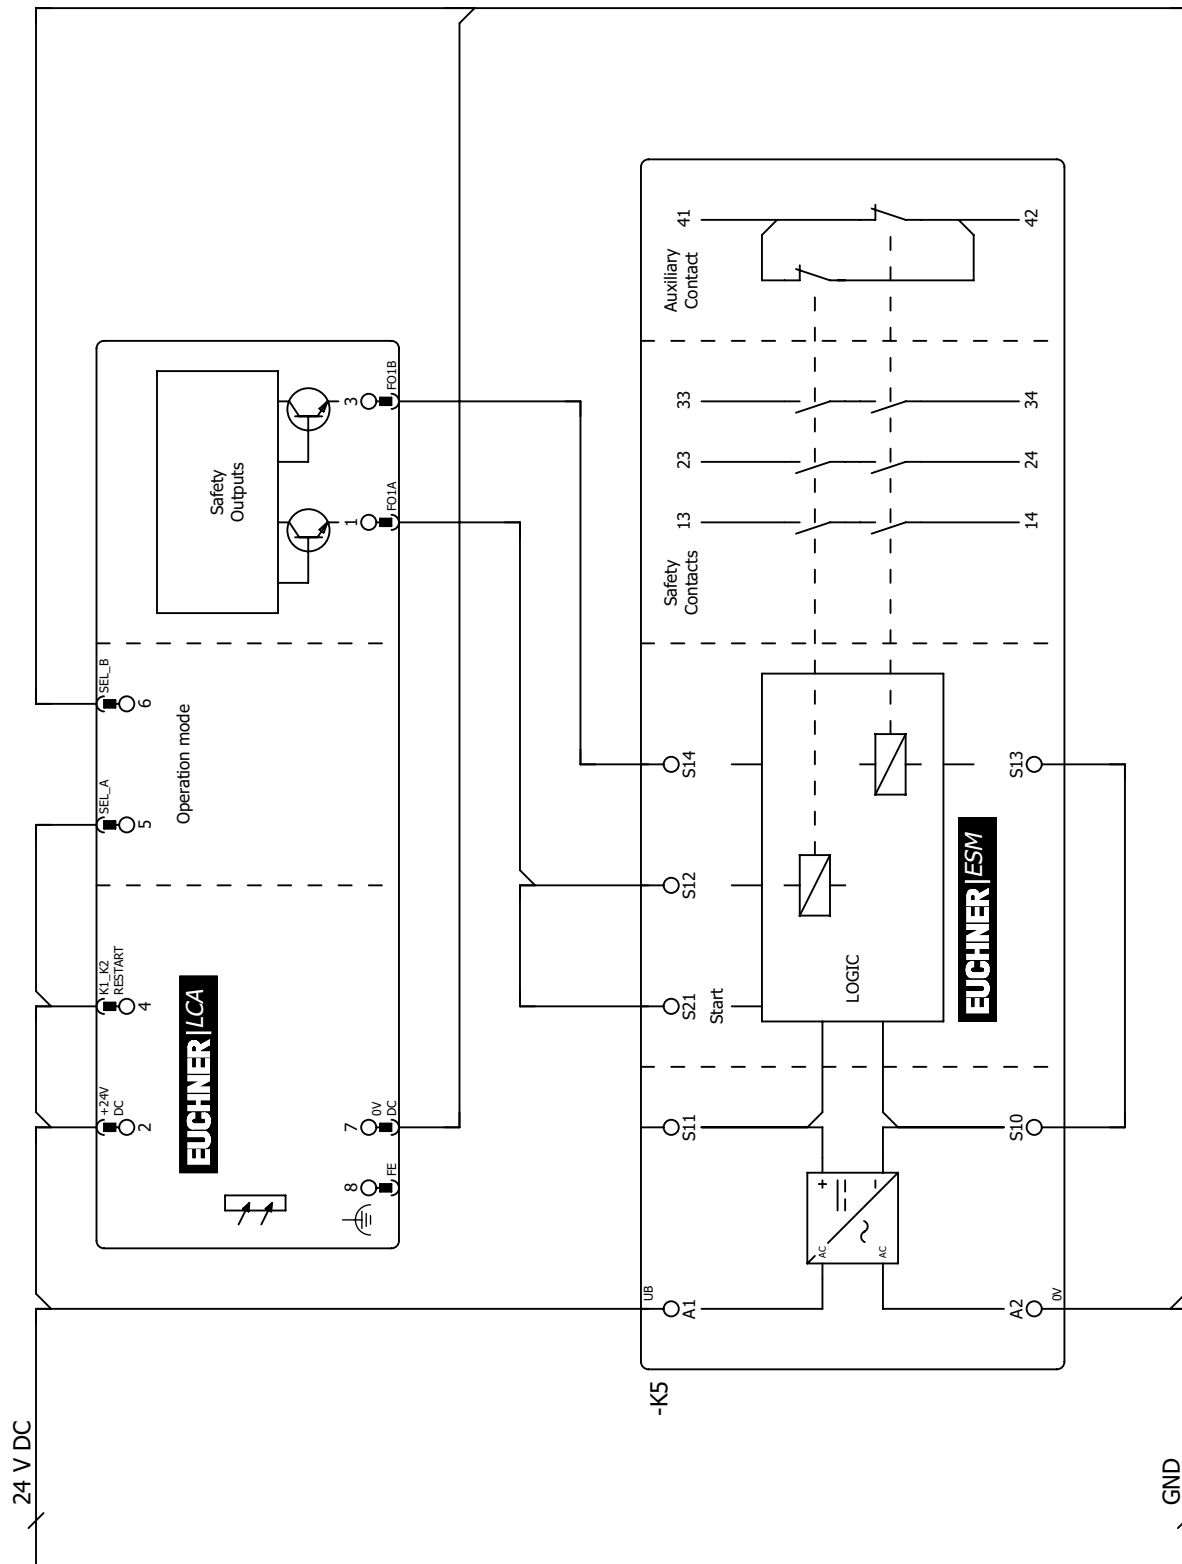 24 V DC
+24V
DC
2
K1_K2
RESTART
4
SEL_A
5
SEL_B
6
Operation mode
EUCHNER|LCA
Safety
Outputs
8
FE
7
0V
DC
1
FO1A
3
FO1B
-K5
UB
A1
S11
S21
Start
S12
S14
Safety
Contacts
13
23
33
Auxiliary
Contact
41
AC
AC
+
-
LOGIC
EUCHNER|ESM
A2
0V
S10
S13
14
24
34
42
GND